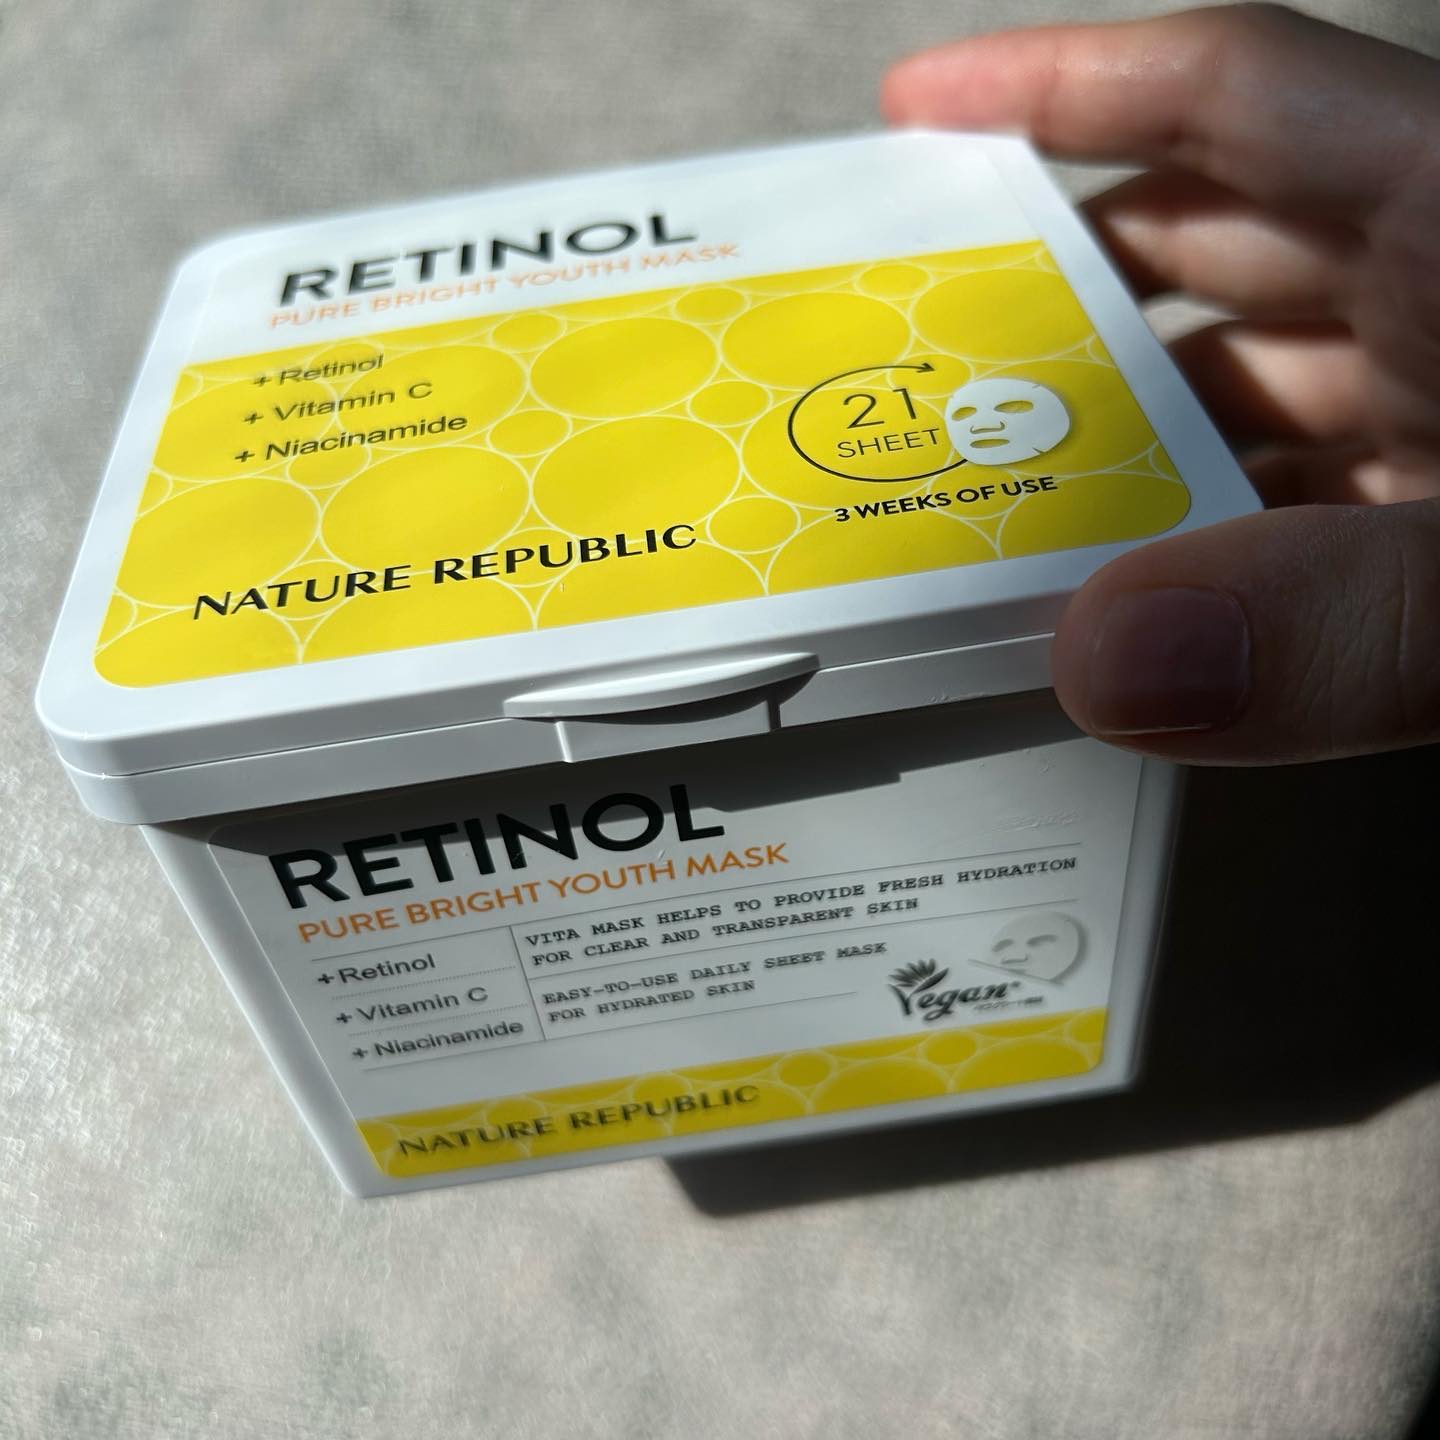 RETINOL
PURE BRIGHT YOUTH MASK
+ Retinol
+ Vitamin C
+ Niacinamide
21
SHEET
3 WEEKS OF USE
NATURE REPUBLIC
RETINOL
PURE BRIGHT YOUTH MASK
+ Retinol
+ Vitamin C
+ Niacinamide
VITA MASK HELPS TO PROVIDE FRESH HYDRATION
FOR CLEAR AND TRANSPARENT SKIN
EASY-TO-USE DAILY SHEET MASK
FOR HYDRATED SKIN
Vegan
NATURE REPUBLIC